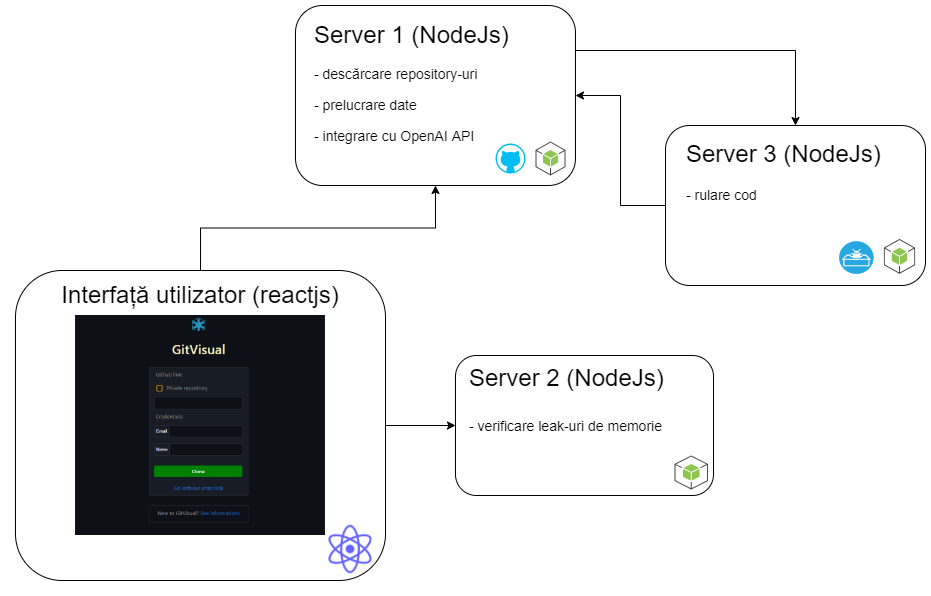 Server 1 (NodeJs)
- descărcare repository-uri
- prelucrare date
- integrare cu OpenAI API
Server 3 (NodeJs)
- rulare cod
Interfață utilizator (reactjs)
GitVisual
Github link:
Private repository
Credentials:
Email
Name
Clone
Go without enter link
New to GitVisual? See informations
Server 2 (NodeJs)
- verificare leak-uri de memorie